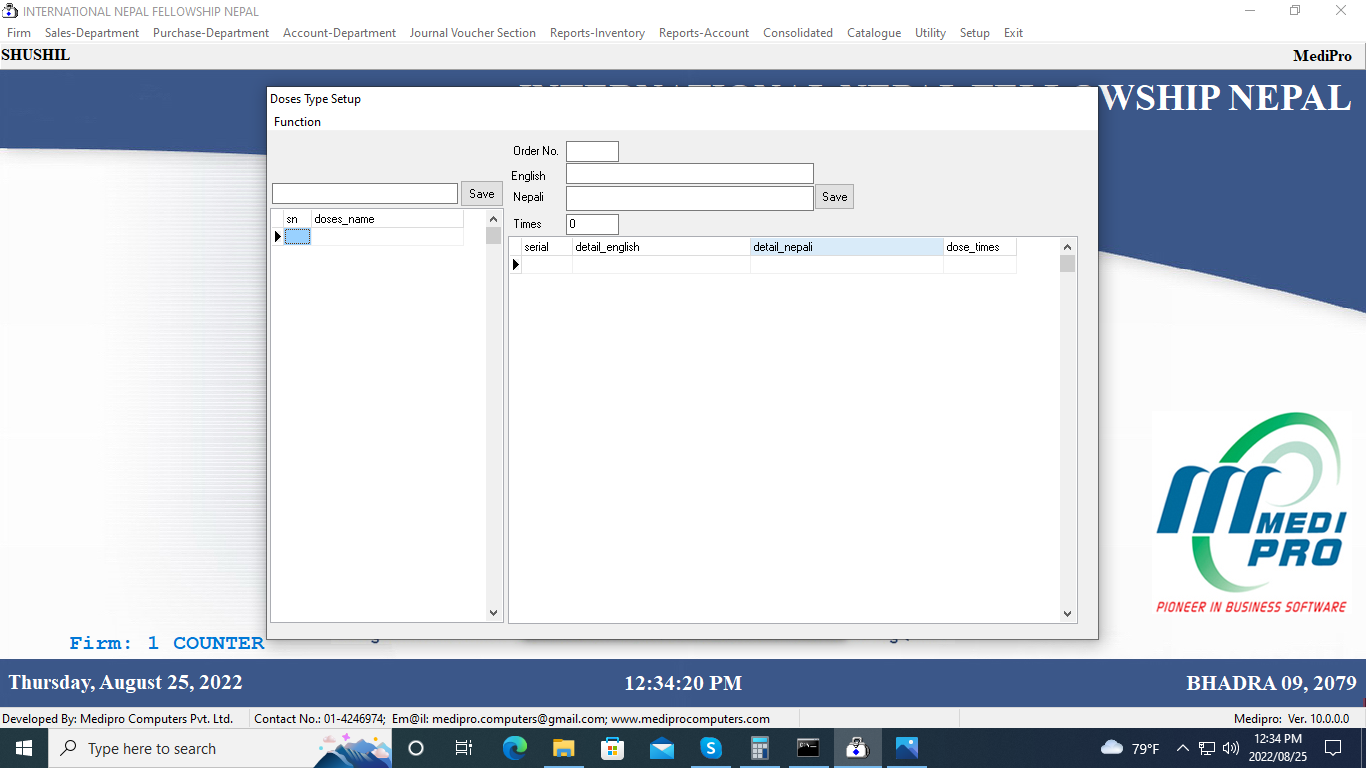 INTERNATIONAL NEPAL FELLOWSHIP NEPAL
Firm Sales-Department Purchase-Department Account-Department Journal Voucher Section Reports-Inventory Reports-Account Consolidated Catalogue Utility Setup Exit
SHUSHIL MediPro
WSHIP NEPAL
Doses Type Setup
Function
Order No.
English
Save
Nepali Save
Times 0
sn doses_name
serial detail_english detail_nepali dose_times
MEDI
PRO
PIONEER IN BUSINESS SOFTWARE
Firm: 1 COUNTER
Thursday, August 25, 2022 12:34:20 PM BHADRA 09, 2079
Developed By: Medipro Computers Pvt. Ltd. Contact No.: 01-4246974; Em@il: medipro.computers@gmail.com; www.mediprocomputers.com Medipro: Ver. 10.0.0.0
Type here to search
79°F
12:34 PM
2022/08/25